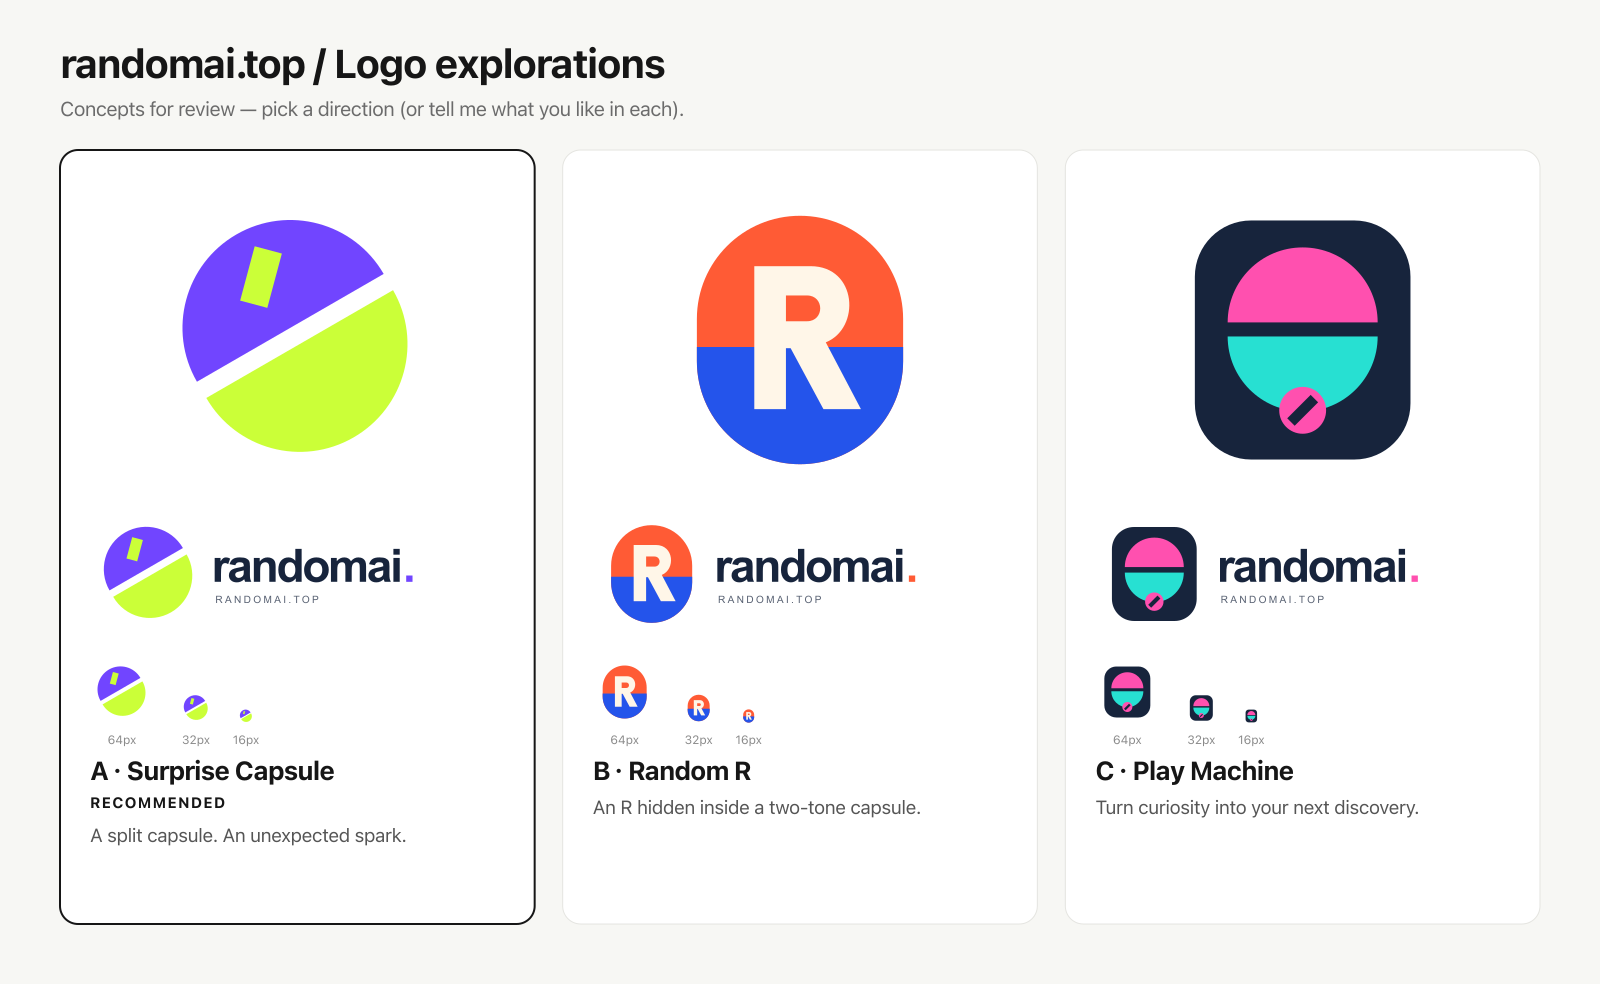 randomai.top / Logo explorations
Concepts for review — pick a direction (or tell me what you like in each).
randomai.
RANDOMAI.TOP
64px 32px 16px
A · Surprise Capsule
RECOMMENDED
A split capsule. An unexpected spark.
R
R
randomai.
RANDOMAI.TOP
R R R
64px 32px 16px
B · Random R
An R hidden inside a two-tone capsule.
randomai.
RANDOMAI.TOP
64px 32px 16px
C · Play Machine
Turn curiosity into your next discovery.